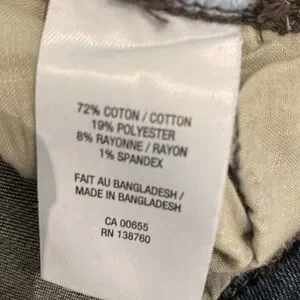 72% COTON / COTTON
19% POLYESTER
8% RAYONNE / RAYON
1% SPANDEX
FAIT AU BANGLADESH /
MADE IN BANGLADESH
CA 00655
RN 138760